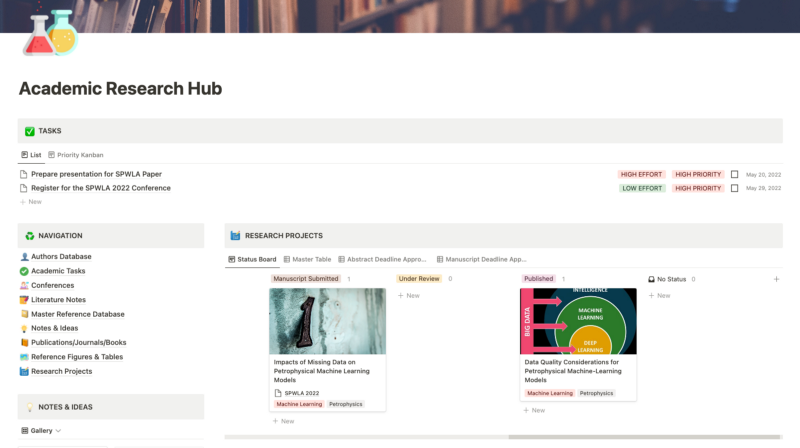 Academic Research Hub
TASKS
List Priority Kanban
Prepare presentation for SPWLA Paper HIGH EFFORT HIGH PRIORITY May 20, 2022
Register for the SPWLA 2022 Conference LOW EFFORT HIGH PRIORITY May 29, 2022
+ New
NAVIGATION
Authors Database
Academic Tasks
Conferences
Literature Notes
Master Reference Database
Notes & Ideas
Publications/Journals/Books
Reference Figures & Tables
Research Projects
NOTES & IDEAS
Gallery
RESEARCH PROJECTS
Status Board Master Table Abstract Deadline Appro... Manuscript Deadline App...
Manuscript Submitted 1 Under Review 0 Published 1 No Status 0 +
1
Impacts of Missing Data on
Petrophysical Machine Learning
Models
SPWLA 2022
Machine Learning Petrophysics
+ New
+ New
BIG DATA
INTELLIGENCE
MACHINE
LEARNING
DEEP
LEARNING
Data Quality Considerations for
Petrophysical Machine-Learning
Models
Machine Learning Petrophysics
+ New
+ New